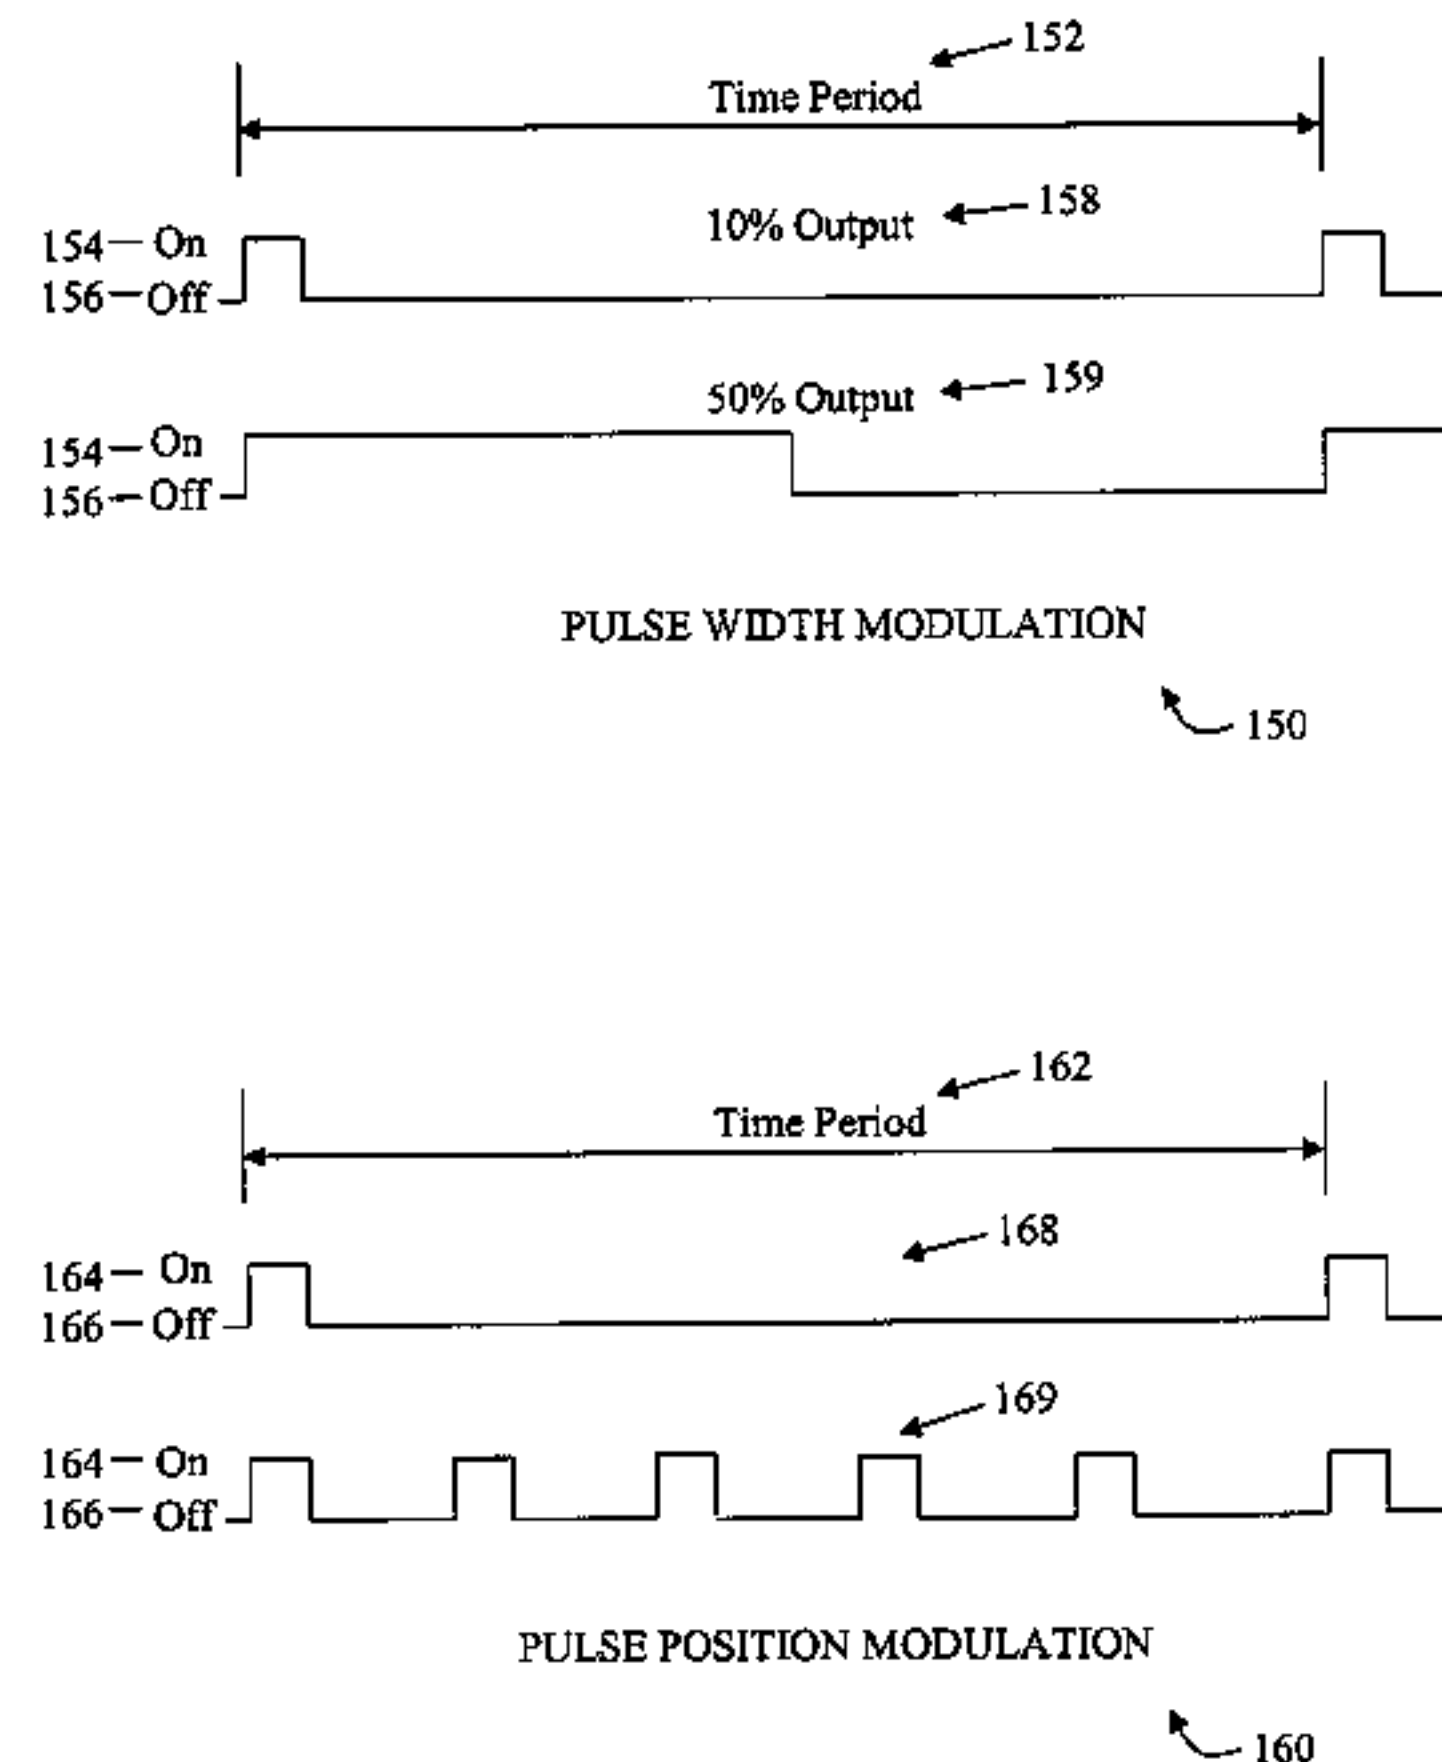 152
Time Period
10% Output 158
154 On
156 Off
50% Output 159
154 On
156 Off
PULSE WIDTH MODULATION
150
162
Time Period
168
164 On
166 Off
169
164 On
166 Off
PULSE POSITION MODULATION
160